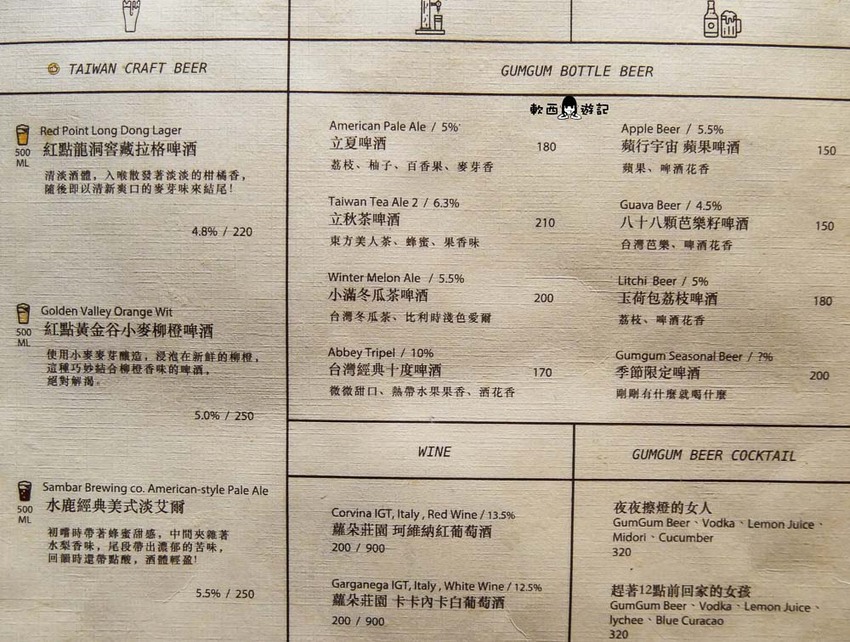 TAIWAN CRAFT BEER
Red Point Long Dong Lager
紅點龍洞窖藏拉格啤酒
500
ML
清淡酒體，入喉散發著淡淡的柑橘香，
隨後即以清新爽口的麥芽味來結尾！
4.8% / 220
Golden Valley Orange Wit
紅點黃金谷小麥柳橙啤酒
500
ML
使用小麥麥芽釀造，浸泡在新鮮的柳橙，
這種巧妙結合柳橙香味的啤酒，
絕對解渴。
5.0% / 250
Sambar Brewing co. American-style Pale Ale
水鹿經典美式淡艾爾
500
ML
初嚐時帶著蜂蜜甜感，中間夾雜著
水梨香味，尾段帶出濃郁的苦味，
回韻時還帶點酸，酒體輕盈！
5.5% / 250
GUMGUM BOTTLE BEER
軟西遊記
American Pale Ale / 5%
立夏啤酒 180
荔枝、柚子、百香果、麥芽香
Taiwan Tea Ale 2 / 6.3%
立秋茶啤酒 210
東方美人茶、蜂蜜、果香味
Winter Melon Ale / 5.5%
小滿冬瓜茶啤酒 200
台灣冬瓜茶、比利時淺色愛爾
Abbey Tripel / 10%
台灣經典十度啤酒 170
微微甜口、熱帶水果果香、酒花香
Apple Beer / 5.5%
蘋行宇宙 蘋果啤酒 150
蘋果、啤酒花香
Guava Beer / 4.5%
八十八顆芭樂籽啤酒 150
台灣芭樂、啤酒花香
Litchi Beer / 5%
玉荷包荔枝啤酒 180
荔枝、啤酒花香
Gumgum Seasonal Beer / ?%
季節限定啤酒 200
剛剛有什麼就喝什麼
WINE
Corvina IGT, Italy , Red Wine / 13.5%
蘿朵莊園 珂維納紅葡萄酒
200 / 900
Garganega IGT, Italy , White Wine / 12.5%
蘿朵莊園 卡卡內卡白葡萄酒
200 / 900
GUMGUM BEER COCKTAIL
夜夜擦燈的女人
GumGum Beer、Vodka、Lemon Juice、
Midori、Cucumber
320
趕著12點前回家的女孩
GumGum Beer、Vodka、Lemon Juice、
lychee、Blue Curacao
320